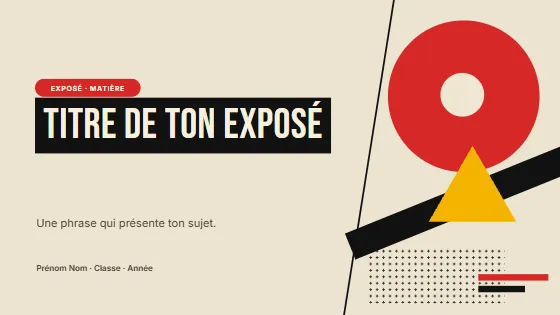 EXPOSÉ · MATIÈRE
TITRE DE TON EXPOSÉ
Une phrase qui présente ton sujet.
Prénom Nom · Classe · Année